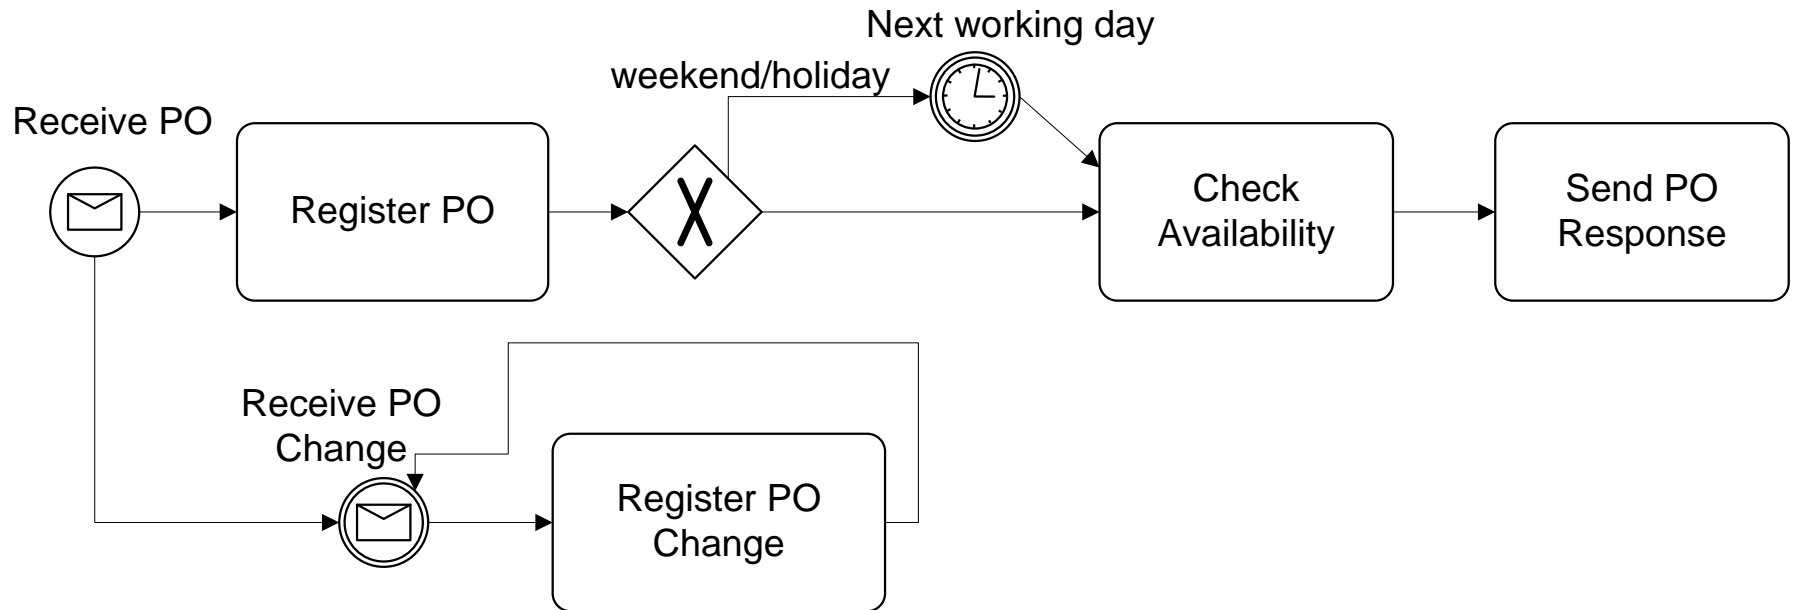 Next working day
weekend/holiday
Receive PO
Register PO
Check
Availability
Send PO
Response
Receive PO
Change
Register PO
Change